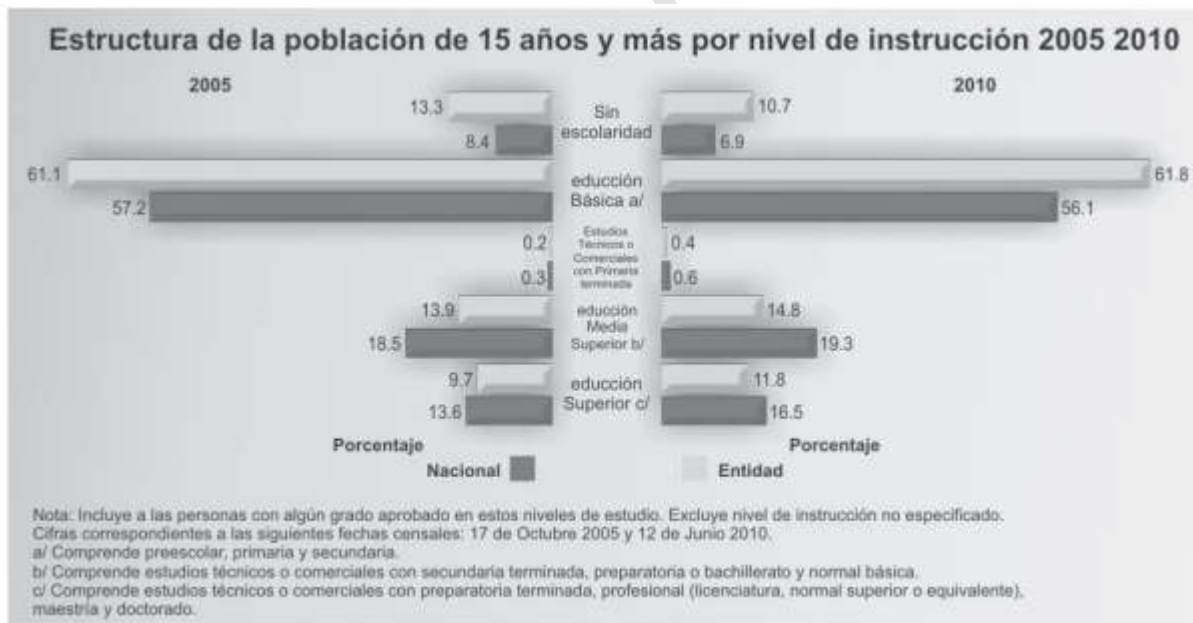 Estructura de la población de 15 años y más por nivel de instrucción 2005 2010
2005
2010
13.3
Sin
escolaridad
10.7
8.4
6.9
61.1
educción
Básica a/
61.8
57.2
56.1
0.2
Estudios
Técnicos o
Comerciales
con Primaria
terminada
0.4
0.3
0.6
13.9
educción
Media
Superior b/
14.8
18.5
19.3
9.7
educción
Superior c/
11.8
13.6
16.5
Porcentaje
Porcentaje
Nacional
Entidad
Nota: Incluye a las personas con algún grado aprobado en estos niveles de estudio. Excluye nivel de instrucción no especificado.
Cifras correspondientes a las siguientes fechas censales: 17 de Octubre 2005 y 12 de Junio 2010.
a/ Comprende preescolar, primaria y secundaria.
b/ Comprende estudios técnicos o comerciales con secundaria terminada, preparatoria o bachillerato y normal básica.
c/ Comprende estudios técnicos o comerciales con preparatoria terminada, profesional (licenciatura, normal superior o equivalente),
maestría y doctorado.